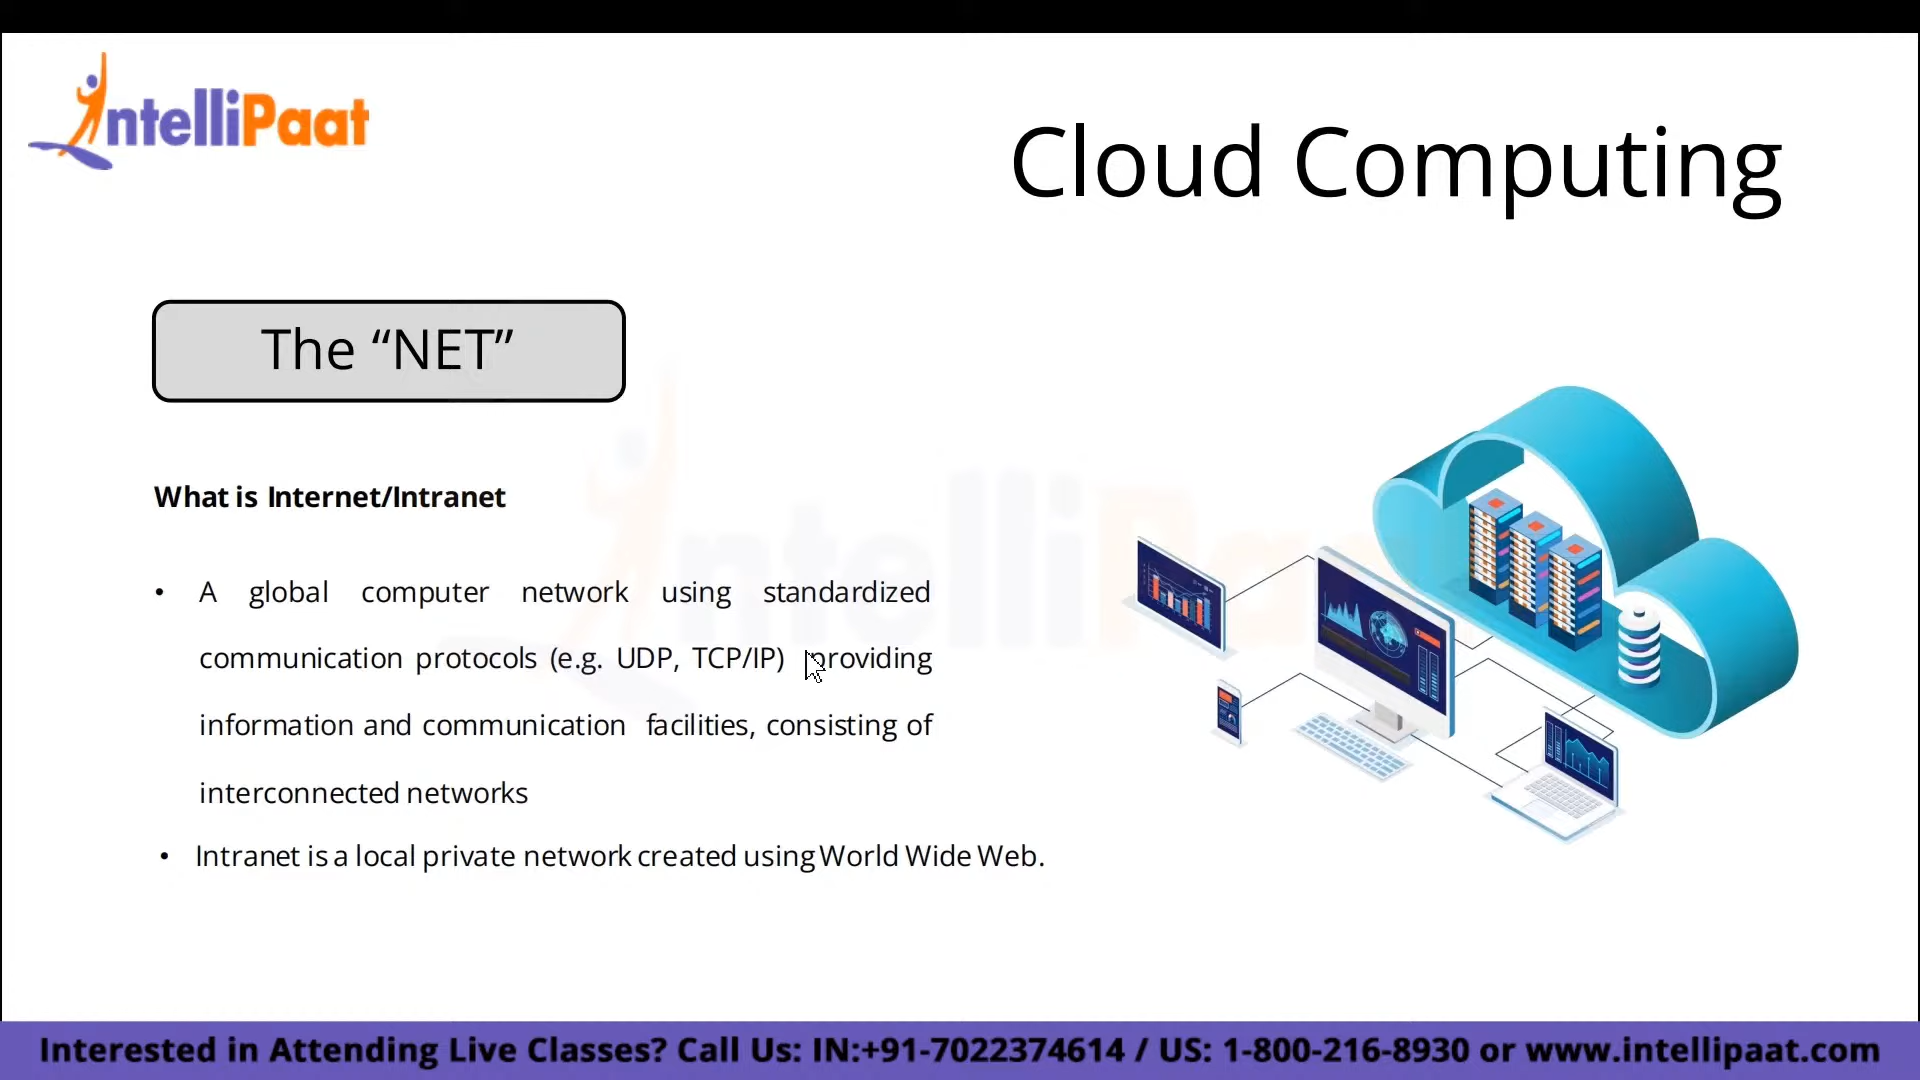 IntelliPaat
Cloud Computing
The “NET”
What is Internet/Intranet
• A global computer network using standardized
communication protocols (e.g. UDP, TCP/IP) providing
information and communication facilities, consisting of
interconnected networks
• Intranet is a local private network created using World Wide Web.
IntelliPaat
Interested in Attending Live Classes? Call Us: IN:+91-7022374614 / US: 1-800-216-8930 or www.intellipaat.com